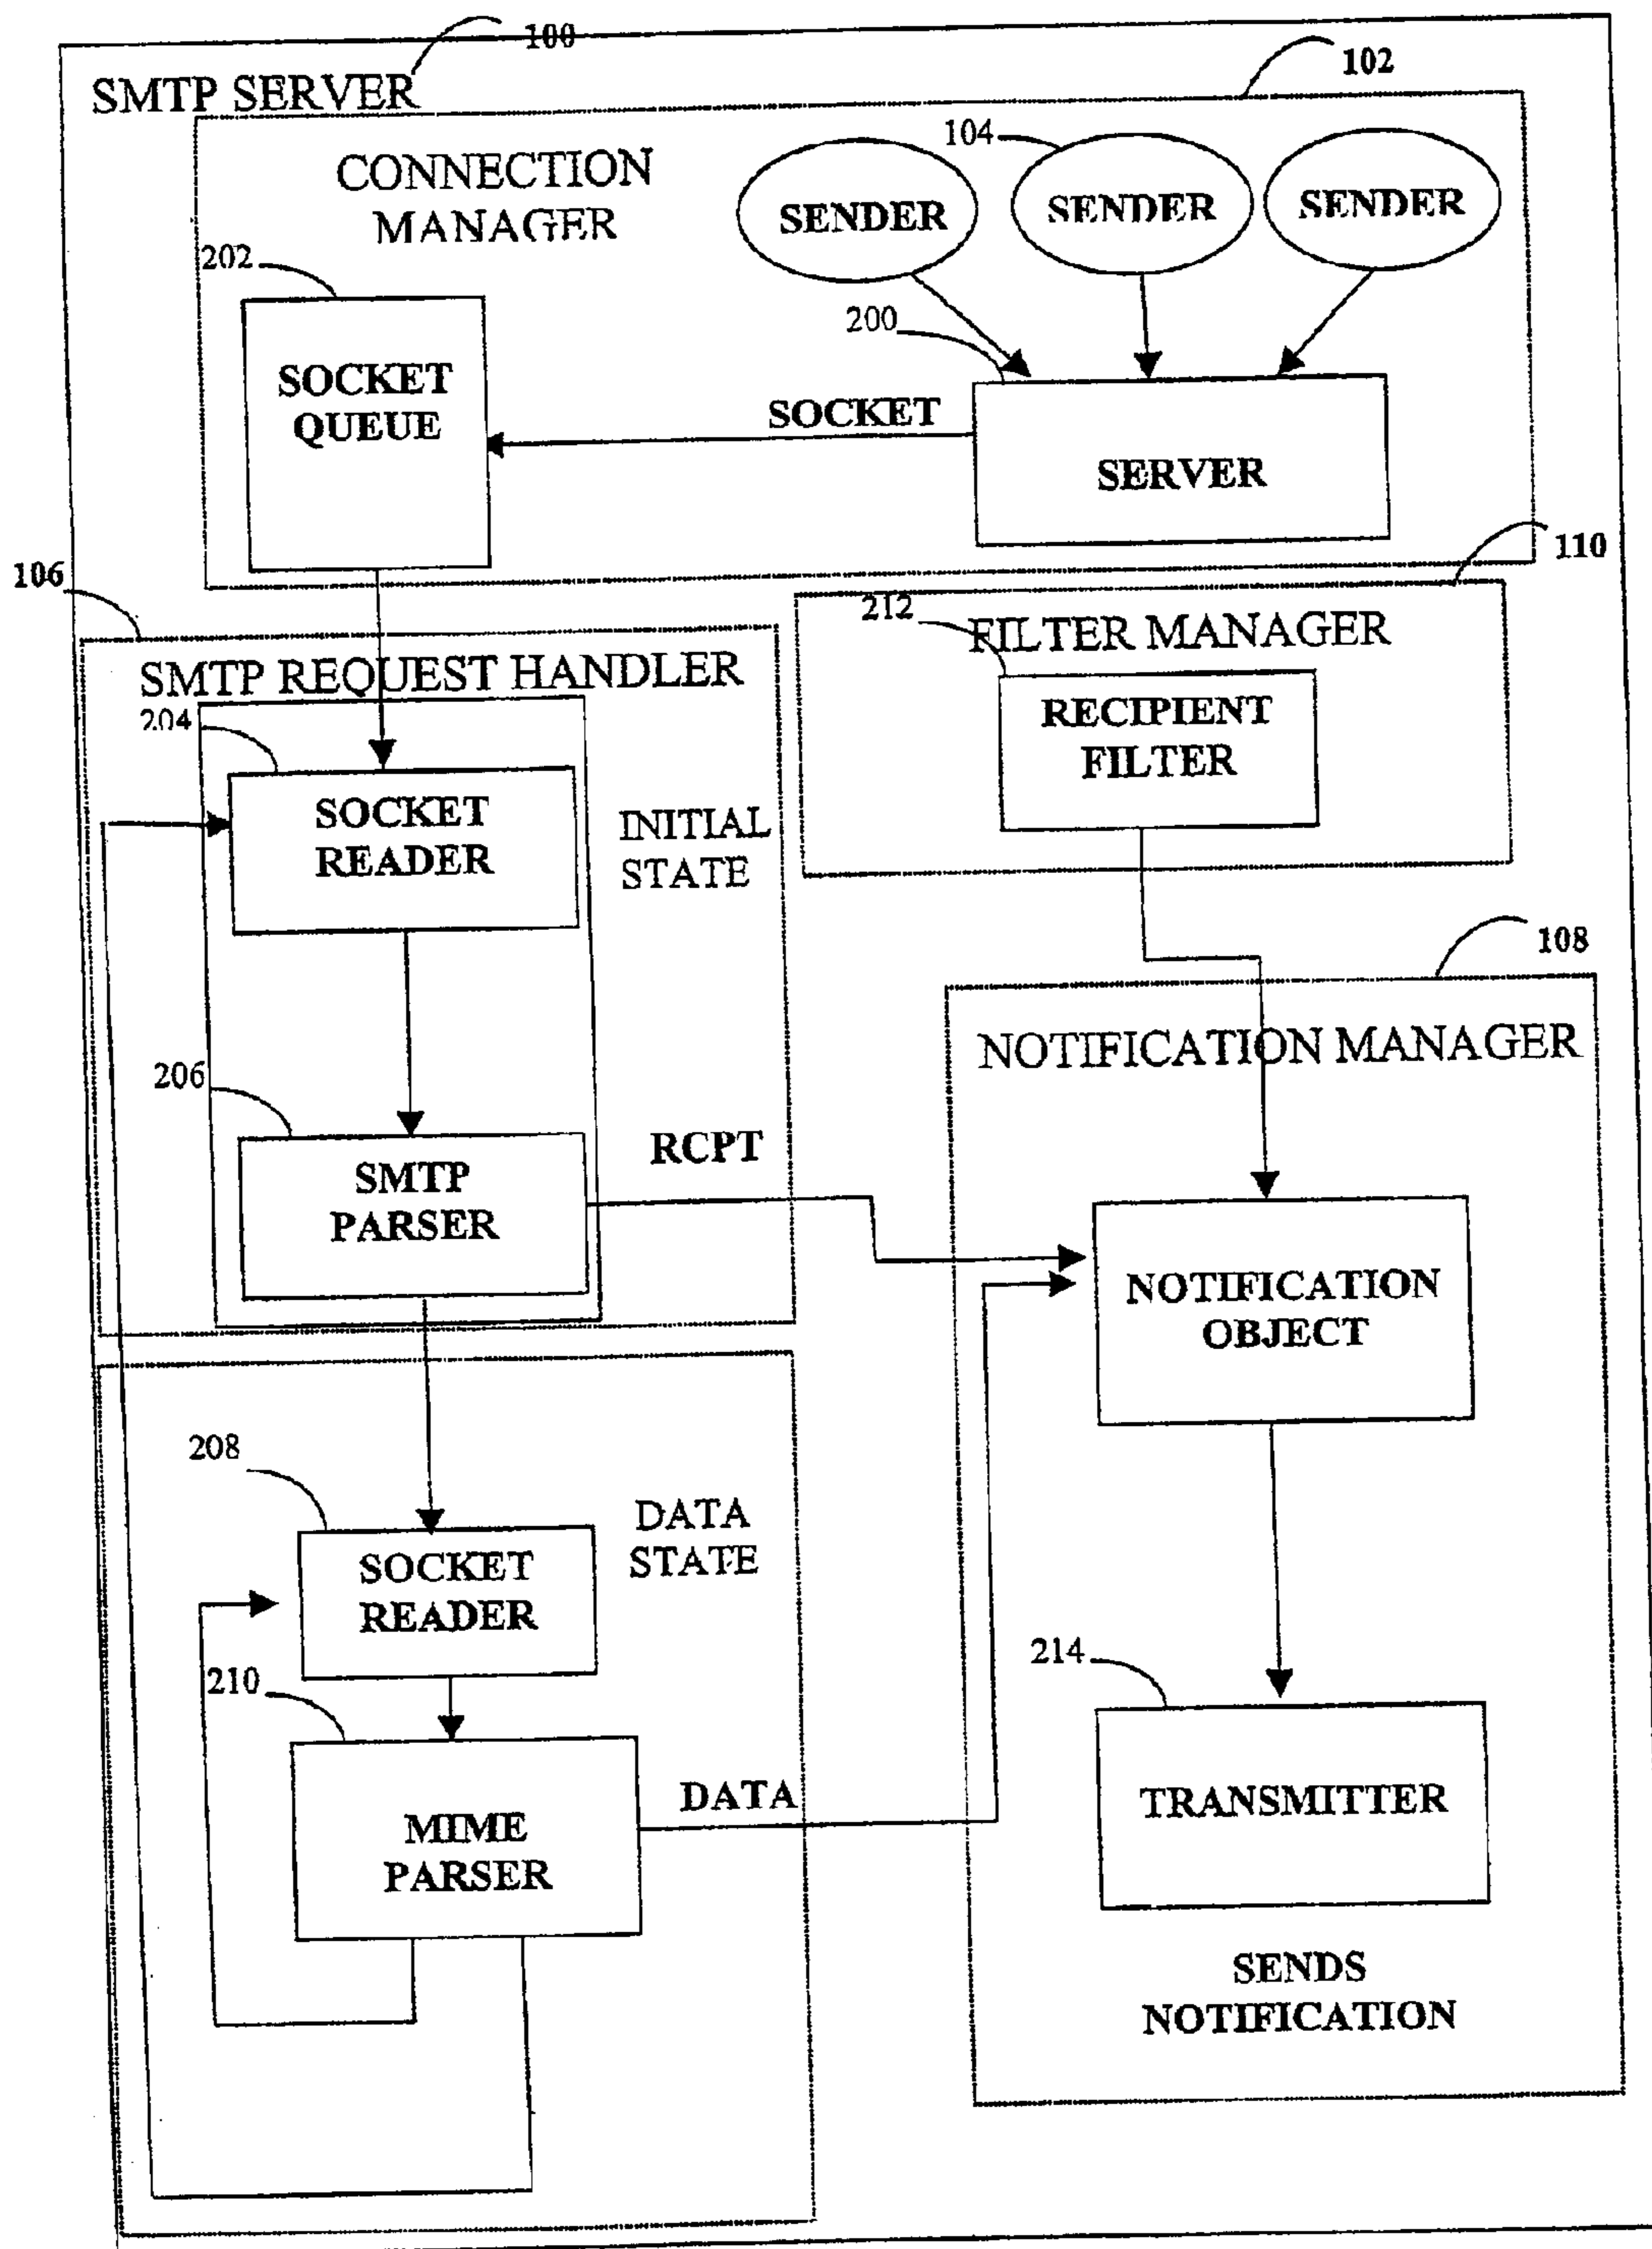 100
SMTP SERVER
102
CONNECTION
MANAGER
104
SENDER
SENDER
SENDER
202
200
SOCKET
QUEUE
SOCKET
SERVER
106
110
SMTP REQUEST HANDLER
212
FILTER MANAGER
RECIPIENT
FILTER
204
SOCKET
READER
INITIAL
STATE
108
NOTIFICATION MANAGER
206
SMTP
PARSER
RCPT
NOTIFICATION
OBJECT
208
SOCKET
READER
DATA
STATE
210
MIME
PARSER
DATA
214
TRANSMITTER
SENDS
NOTIFICATION